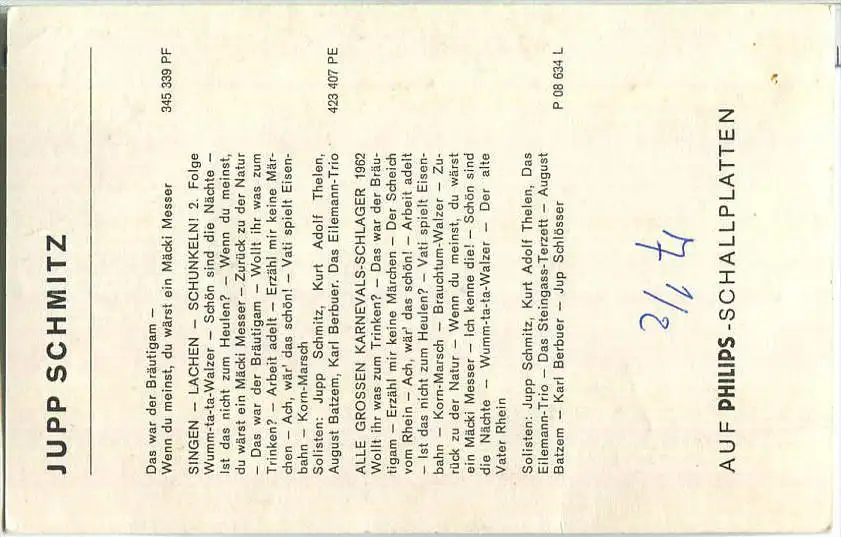 JUPP SCHMITZ
Das war der Bräutigam —
Wenn du meinst, du wärst ein Mäcki Messer 345 339 PF
SINGEN — LACHEN — SCHUNKELN! 2. Folge
Wumm-ta-ta-Walzer — Schön sind die Nächte —
Ist das nicht zum Heulen? — Wenn du meinst,
du wärst ein Mäcki Messer — Zurück zu der Natur
— Das war der Bräutigam — Wollt ihr was zum
Trinken? — Arbeit adelt — Erzähl mir keine Mär-
chen — Ach, wär' das schön! — Vati spielt Eisen-
bahn — Korn-Marsch
Solisten: Jupp Schmitz, Kurt Adolf Thelen,
August Batzem, Karl Berbuer. Das Eilemann-Trio 423 407 PE
ALLE GROSSEN KARNEVALS-SCHLAGER 1962
Wollt ihr was zum Trinken? — Das war der Bräu-
tigam — Erzähl mir keine Märchen — Der Scheich
vom Rhein — Ach, wär' das schön! — Arbeit adelt
— Ist das nicht zum Heulen? — Vati spielt Eisen-
bahn — Korn-Marsch — Brauchtum-Walzer — Zu-
rück zu der Natur — Wenn du meinst, du wärst
ein Mäcki Messer — Ich kenne die! — Schön sind
die Nächte — Wumm-ta-ta-Walzer — Der alte
Vater Rhein
Solisten: Jupp Schmitz, Kurt Adolf Thelen, Das
Eilemann-Trio — Das Steingass-Terzett — August
Batzem — Karl Berbuer — Jup Schlösser P 08 634 L
AUF PHILIPS-SCHALLPLATTEN